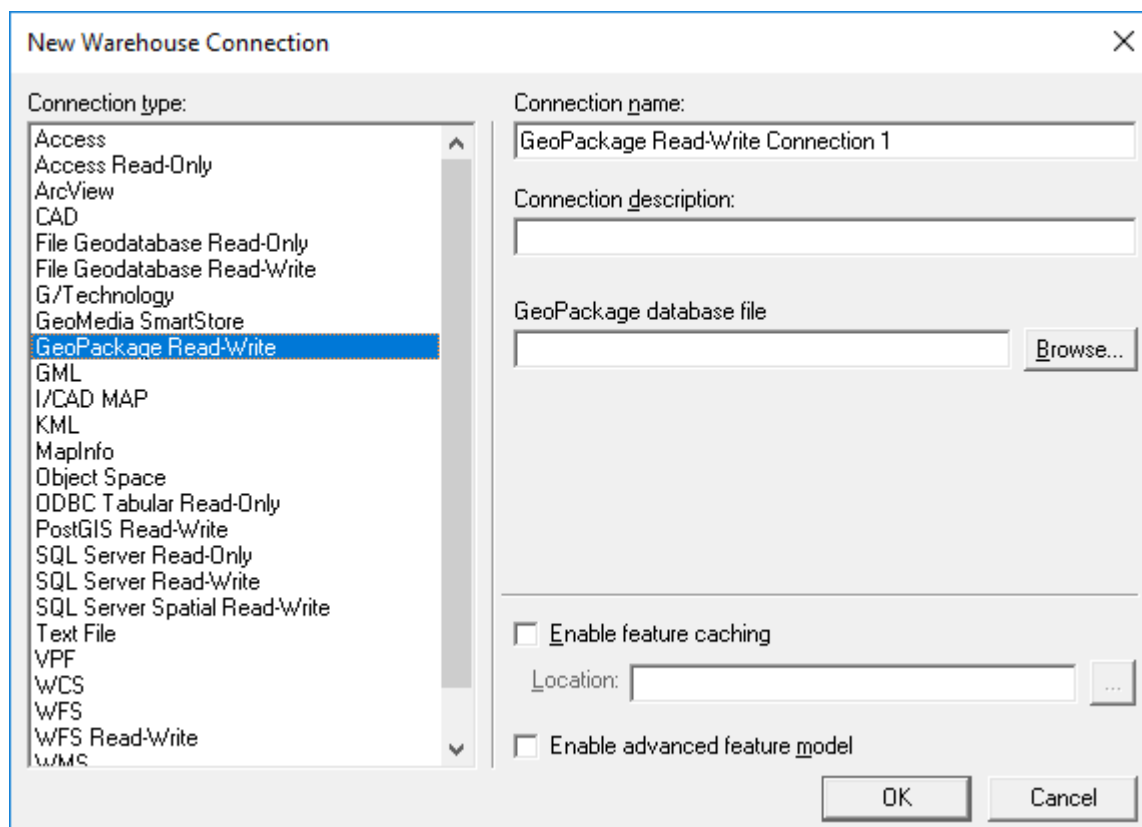 New Warehouse Connection
Connection type:
Access
Access Read-Only
ArcView
CAD
File Geodatabase Read-Only
File Geodatabase Read-Write
G/Technology
GeoMedia SmartStore
GeoPackage Read-Write
GML
I/CAD MAP
KML
MapInfo
Object Space
ODBC Tabular Read-Only
PostGIS Read-Write
SQL Server Read-Only
SQL Server Read-Write
SQL Server Spatial Read-Write
Text File
VPF
WCS
WFS
WFS Read-Write
WMS
Connection name:
GeoPackage Read-Write Connection 1
Connection description:
GeoPackage database file
Browse...
Enable feature caching
Location:
...
Enable advanced feature model
OK
Cancel